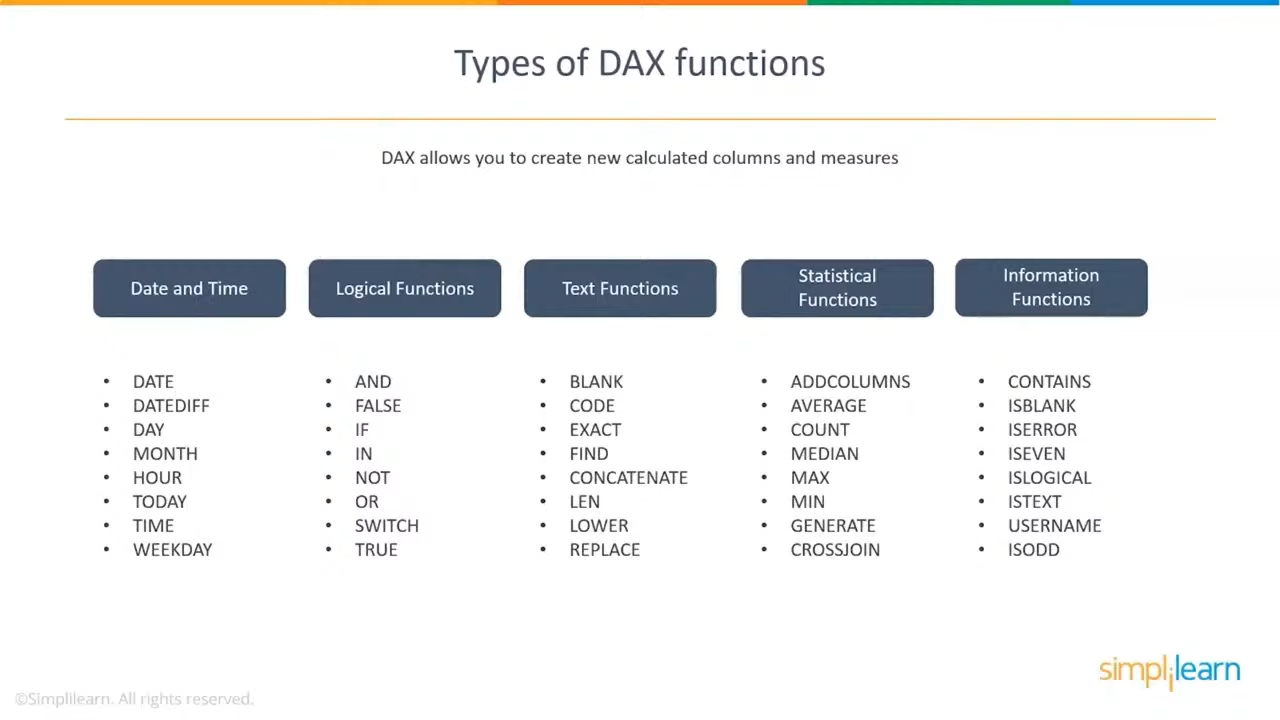 Types of DAX functions
DAX allows you to create new calculated columns and measures
Date and Time
• DATE
• DATEDIFF
• DAY
• MONTH
• HOUR
• TODAY
• TIME
• WEEKDAY
Logical Functions
• AND
• FALSE
• IF
• IN
• NOT
• OR
• SWITCH
• TRUE
Text Functions
• BLANK
• CODE
• EXACT
• FIND
• CONCATENATE
• LEN
• LOWER
• REPLACE
Statistical
Functions
• ADDCOLUMNS
• AVERAGE
• COUNT
• MEDIAN
• MAX
• MIN
• GENERATE
• CROSSJOIN
Information
Functions
• CONTAINS
• ISBLANK
• ISERROR
• ISEVEN
• ISLOGICAL
• ISTEXT
• USERNAME
• ISODD
simplilearn
©Simplilearn. All rights reserved.